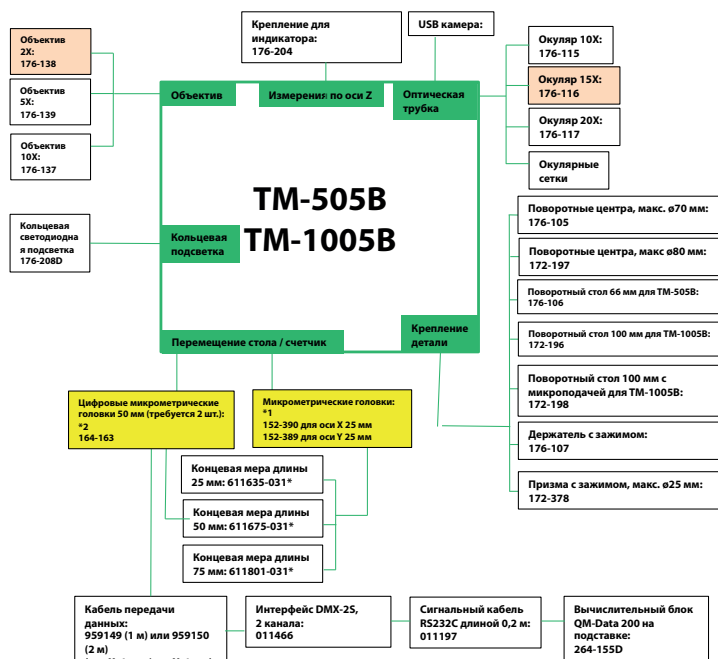 Крепление для
индикатора:
176-204
USB камера:
Объектив
2X:
176-138
Объектив
5X:
176-139
Объектив
10X:
176-137
Окуляр 10X:
176-115
Окуляр 15X:
176-116
Окуляр 20X:
176-117
Окулярные
сетки
Объектив
Измерения по оси Z
Оптическая
трубка
TM-505B
TM-1005B
Кольцевая
светодиодна
я подсветка
176-208D
Кольцевая
подсветка
Перемещение стола / счетчик
Крепление
детали
Поворотные центра, макс. ø70 мм:
176-105
Поворотные центра, макс ø80 мм:
172-197
Поворотный стол 66 мм для TM-505B:
176-106
Поворотный стол 100 мм для TM-1005B:
172-196
Поворотный стол 100 мм с
микроподачей для TM-1005B:
172-198
Держатель с зажимом:
176-107
Призма с зажимом, макс. ø25 мм:
172-378
Цифровые микрометрические
головки 50 мм (требуется 2 шт.):
*2
164-163
Микрометрические головки:
*1
152-390 для оси X 25 мм
152-389 для оси Y 25 мм
Концевая мера длины
25 мм: 611635-031*
Концевая мера длины
50 мм: 611675-031*
Концевая мера длины
75 мм: 611801-031*
Кабель передачи
данных:
959149 (1 м) или 959150
(2 м)
Интерфейс DMX-2S,
2 канала:
011466
Сигнальный кабель
RS232C длиной 0,2 м:
011197
Вычислительный блок
QM-Data 200 на
подставке:
264-155D